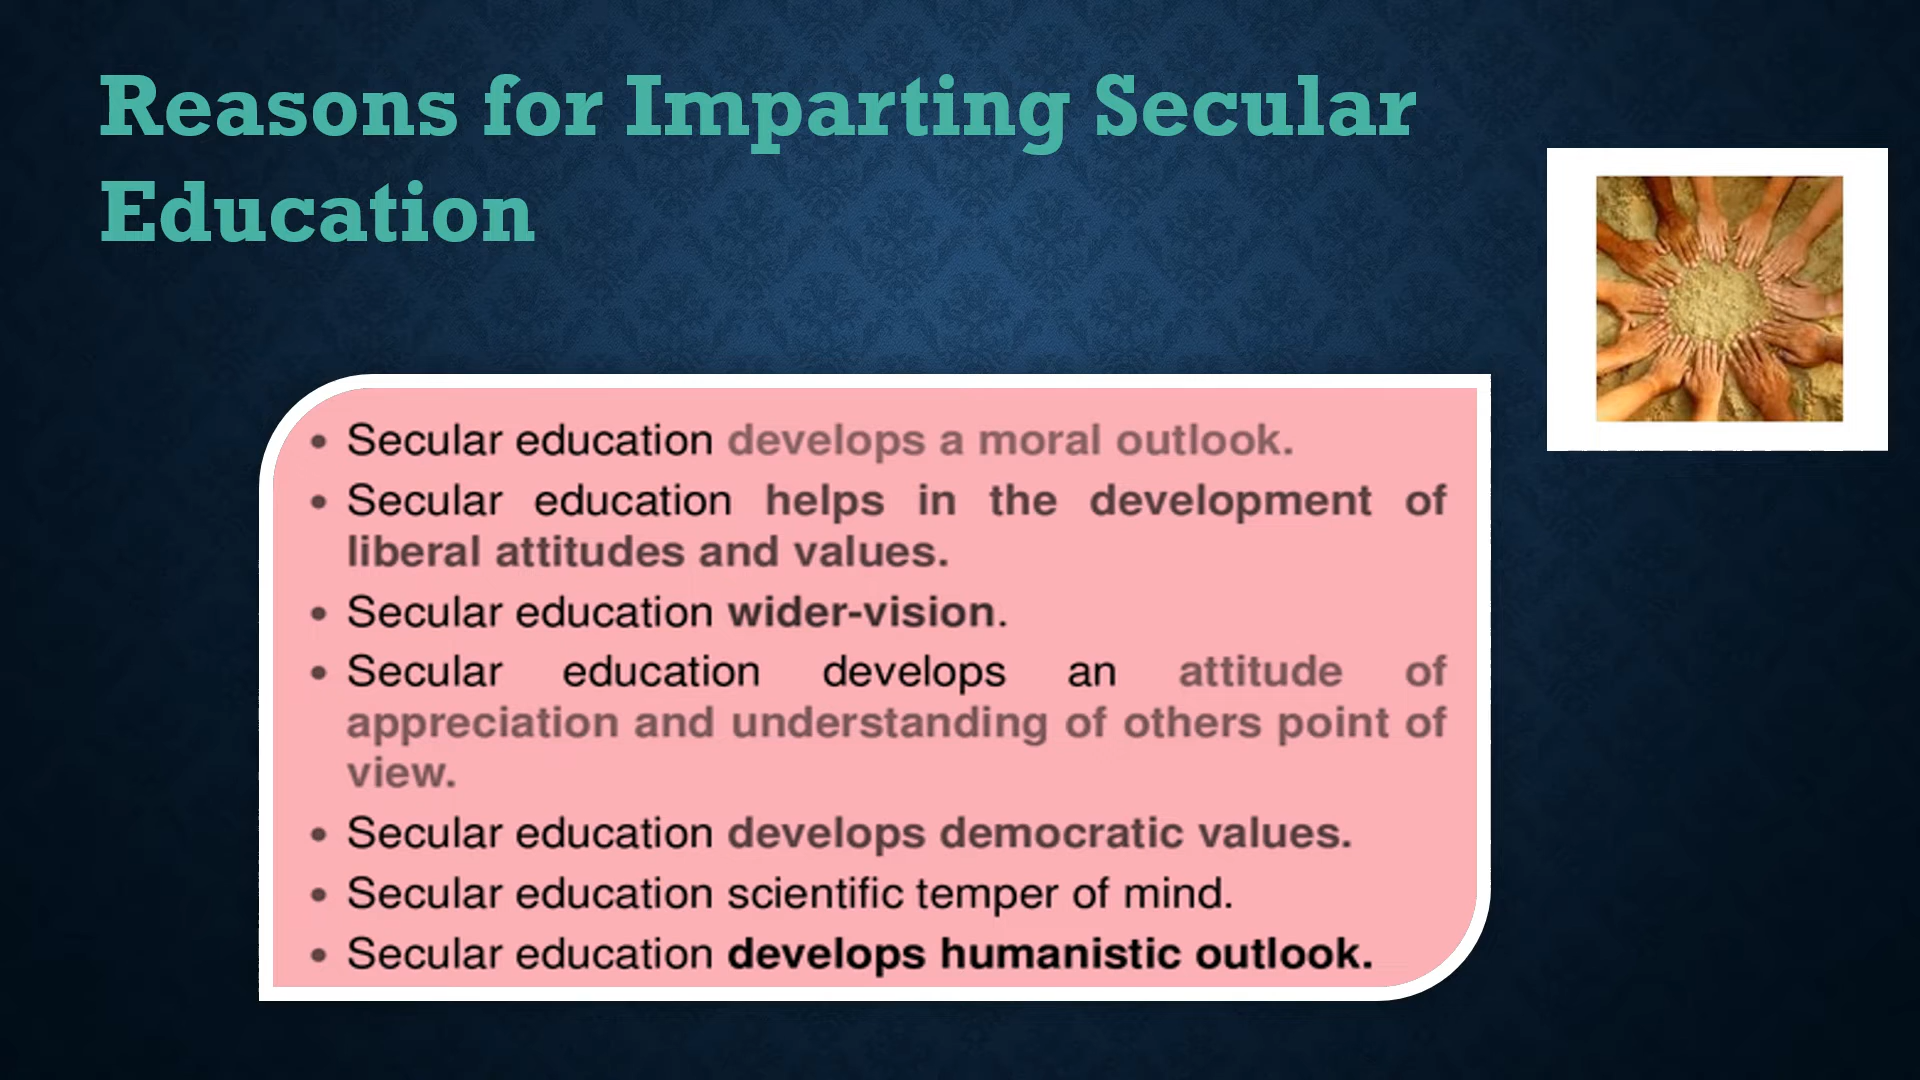 Reasons for Imparting Secular
Education
• Secular education develops a moral outlook.
• Secular education helps in the development of
liberal attitudes and values.
• Secular education wider-vision.
• Secular education develops an attitude of
appreciation and understanding of others point of
view.
• Secular education develops democratic values.
• Secular education scientific temper of mind.
• Secular education develops humanistic outlook.